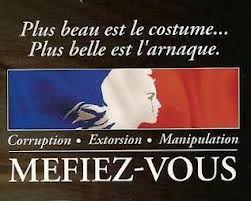 Plus beau est le costume...
Plus belle est l'arnaque.
Corruption • Extorsion • Manipulation
MEFIEZ-VOUS